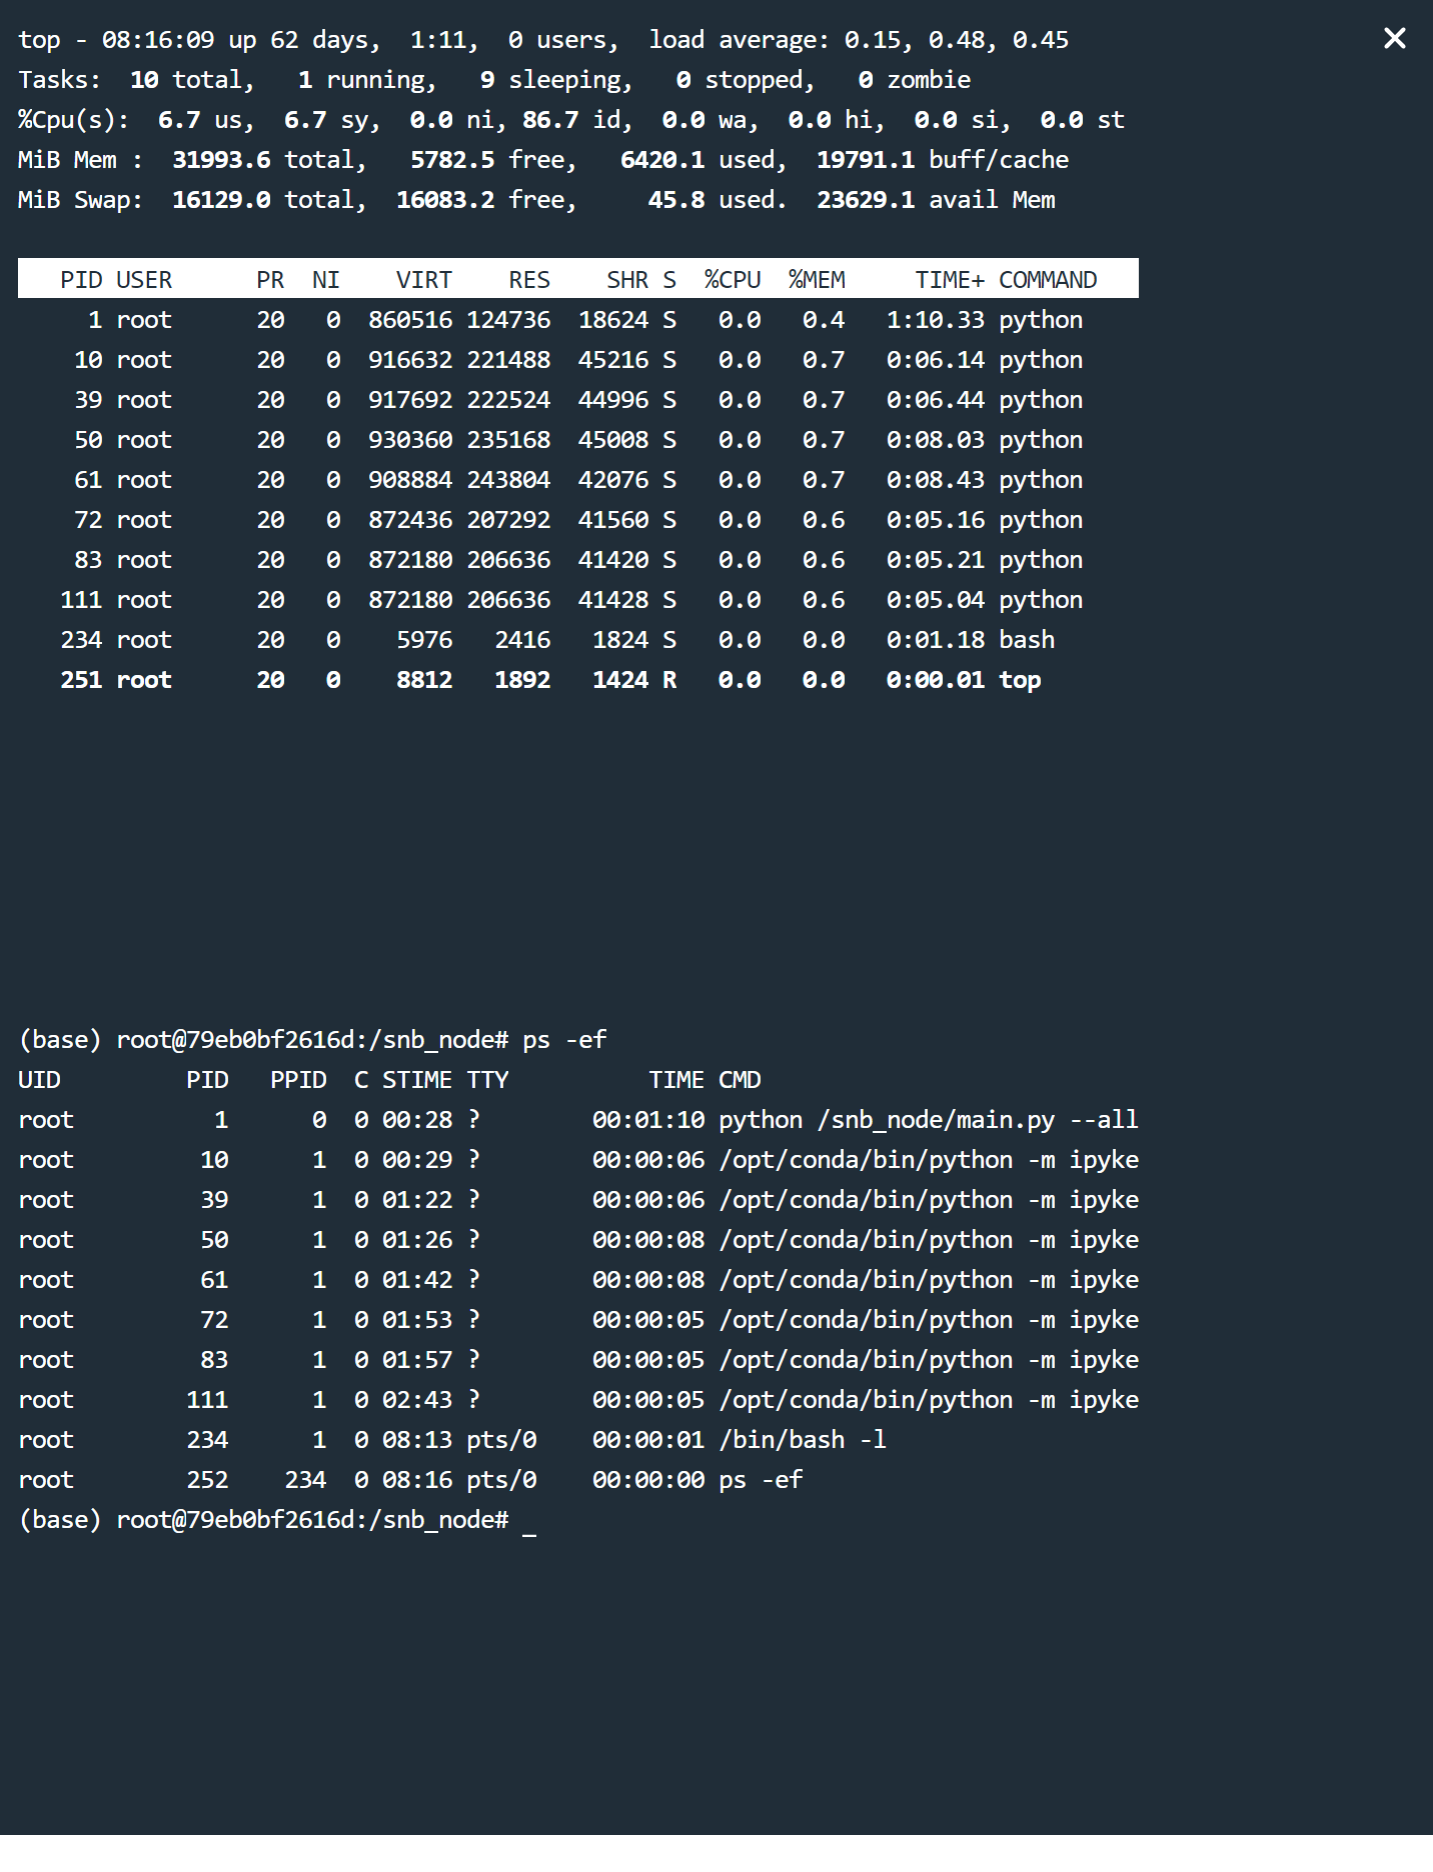 top - 08:16:09 up 62 days,  1:11,  0 users,  load average: 0.15, 0.48, 0.45
Tasks:  10 total,   1 running,   9 sleeping,   0 stopped,   0 zombie
%Cpu(s):  6.7 us,  6.7 sy,  0.0 ni, 86.7 id,  0.0 wa,  0.0 hi,  0.0 si,  0.0 st
MiB Mem :  31993.6 total,   5782.5 free,   6420.1 used,  19791.1 buff/cache
MiB Swap:  16129.0 total,  16083.2 free,     45.8 used.  23629.1 avail Mem
   PID USER      PR  NI    VIRT    RES    SHR S  %CPU  %MEM     TIME+ COMMAND
     1 root      20   0  860516 124736  18624 S   0.0   0.4   1:10.33 python
    10 root      20   0  916632 221488  45216 S   0.0   0.7   0:06.14 python
    39 root      20   0  917692 222524  44996 S   0.0   0.7   0:06.44 python
    50 root      20   0  930360 235168  45008 S   0.0   0.7   0:08.03 python
    61 root      20   0  908884 243804  42076 S   0.0   0.7   0:08.43 python
    72 root      20   0  872436 207292  41560 S   0.0   0.6   0:05.16 python
    83 root      20   0  872180 206636  41420 S   0.0   0.6   0:05.21 python
   111 root      20   0  872180 206636  41428 S   0.0   0.6   0:05.04 python
   234 root      20   0    5976   2416   1824 S   0.0   0.0   0:01.18 bash
   251 root      20   0    8812   1892   1424 R   0.0   0.0   0:00.01 top
(base) root@79eb0bf2616d:/snb_node# ps -ef
UID         PID   PPID  C STIME TTY          TIME CMD
root          1      0  0 00:28 ?        00:01:10 python /snb_node/main.py --all
root         10      1  0 00:29 ?        00:00:06 /opt/conda/bin/python -m ipyke
root         39      1  0 01:22 ?        00:00:06 /opt/conda/bin/python -m ipyke
root         50      1  0 01:26 ?        00:00:08 /opt/conda/bin/python -m ipyke
root         61      1  0 01:42 ?        00:00:08 /opt/conda/bin/python -m ipyke
root         72      1  0 01:53 ?        00:00:05 /opt/conda/bin/python -m ipyke
root         83      1  0 01:57 ?        00:00:05 /opt/conda/bin/python -m ipyke
root        111      1  0 02:43 ?        00:00:05 /opt/conda/bin/python -m ipyke
root        234      1  0 08:13 pts/0    00:00:01 /bin/bash -l
root        252    234  0 08:16 pts/0    00:00:00 ps -ef
(base) root@79eb0bf2616d:/snb_node# _